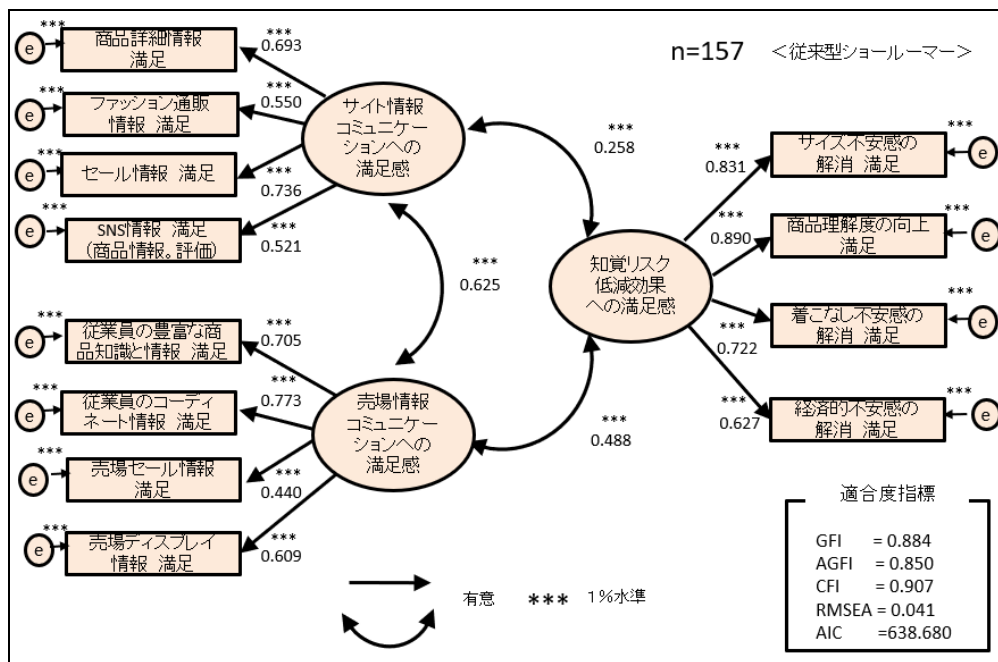 n=157 ＜従来型ショールーマー＞
***
e
商品詳細情報
満足
***
0.693
***
e
ファッション通販
情報 満足
***
0.550
***
e
セール情報 満足
***
0.736
***
e
SNS情報 満足
(商品情報。評価)
***
0.521
サイト情報
コミュニケー
ションへの
満足感
***
0.258
***
0.625
***
e
従業員の豊富な商
品知識と情報 満足
***
0.705
***
e
従業員のコーディ
ネート情報 満足
***
0.773
***
e
売場セール情報
満足
***
0.440
***
e
売場ディスプレイ
情報 満足
***
0.609
売場情報
コミュニケー
ションへの
満足感
***
0.488
知覚リスク
低減効果
への満足感
***
0.831
サイズ不安感の
解消 満足
***
e
***
0.890
商品理解度の向上
満足
***
e
***
0.722
着こなし不安感の
解消 満足
***
e
***
0.627
経済的不安感の
解消 満足
***
e
有意 *** 1%水準
適合度指標
GFI = 0.884
AGFI = 0.850
CFI = 0.907
RMSEA = 0.041
AIC =638.680